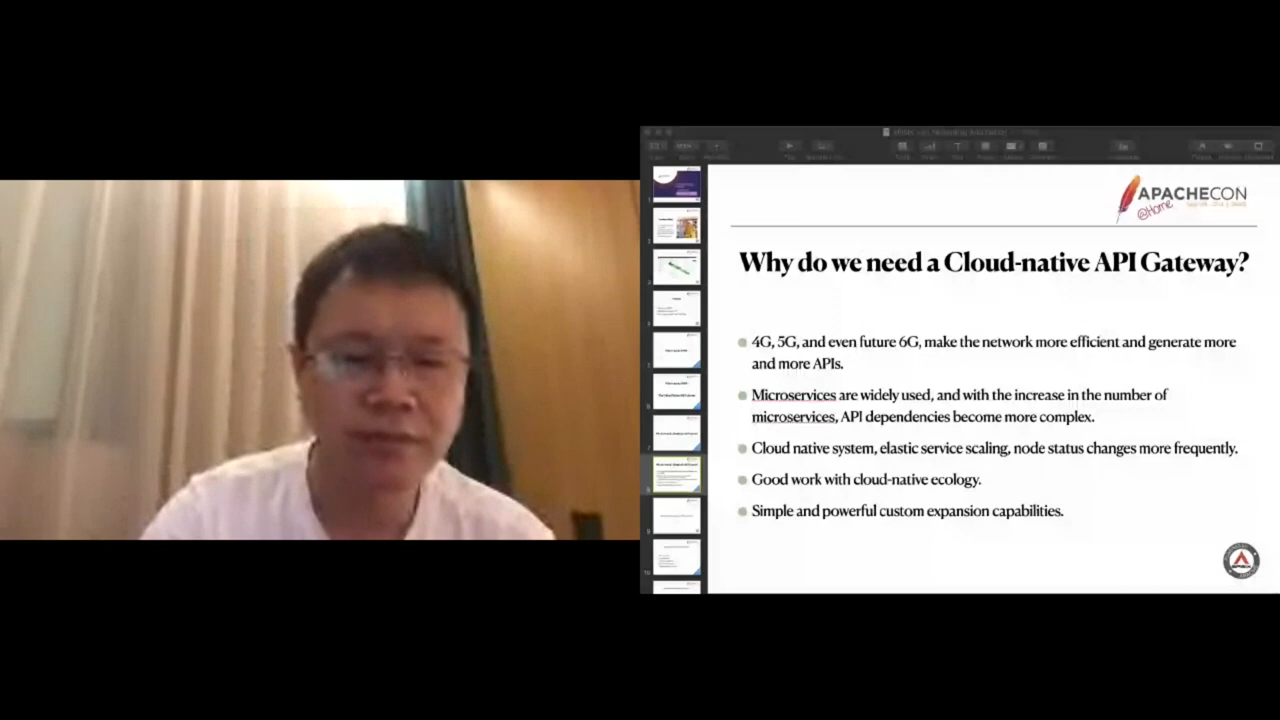 APACHECON
@Home
Why do we need a Cloud-native API Gateway?
4G, 5G, and even future 6G, make the network more efficient and generate more
and more APIs.
Microservices are widely used, and with the increase in the number of
microservices, API dependencies become more complex.
Cloud native system, elastic service scaling, node status changes more frequently.
Good work with cloud-native ecology.
Simple and powerful custom expansion capabilities.